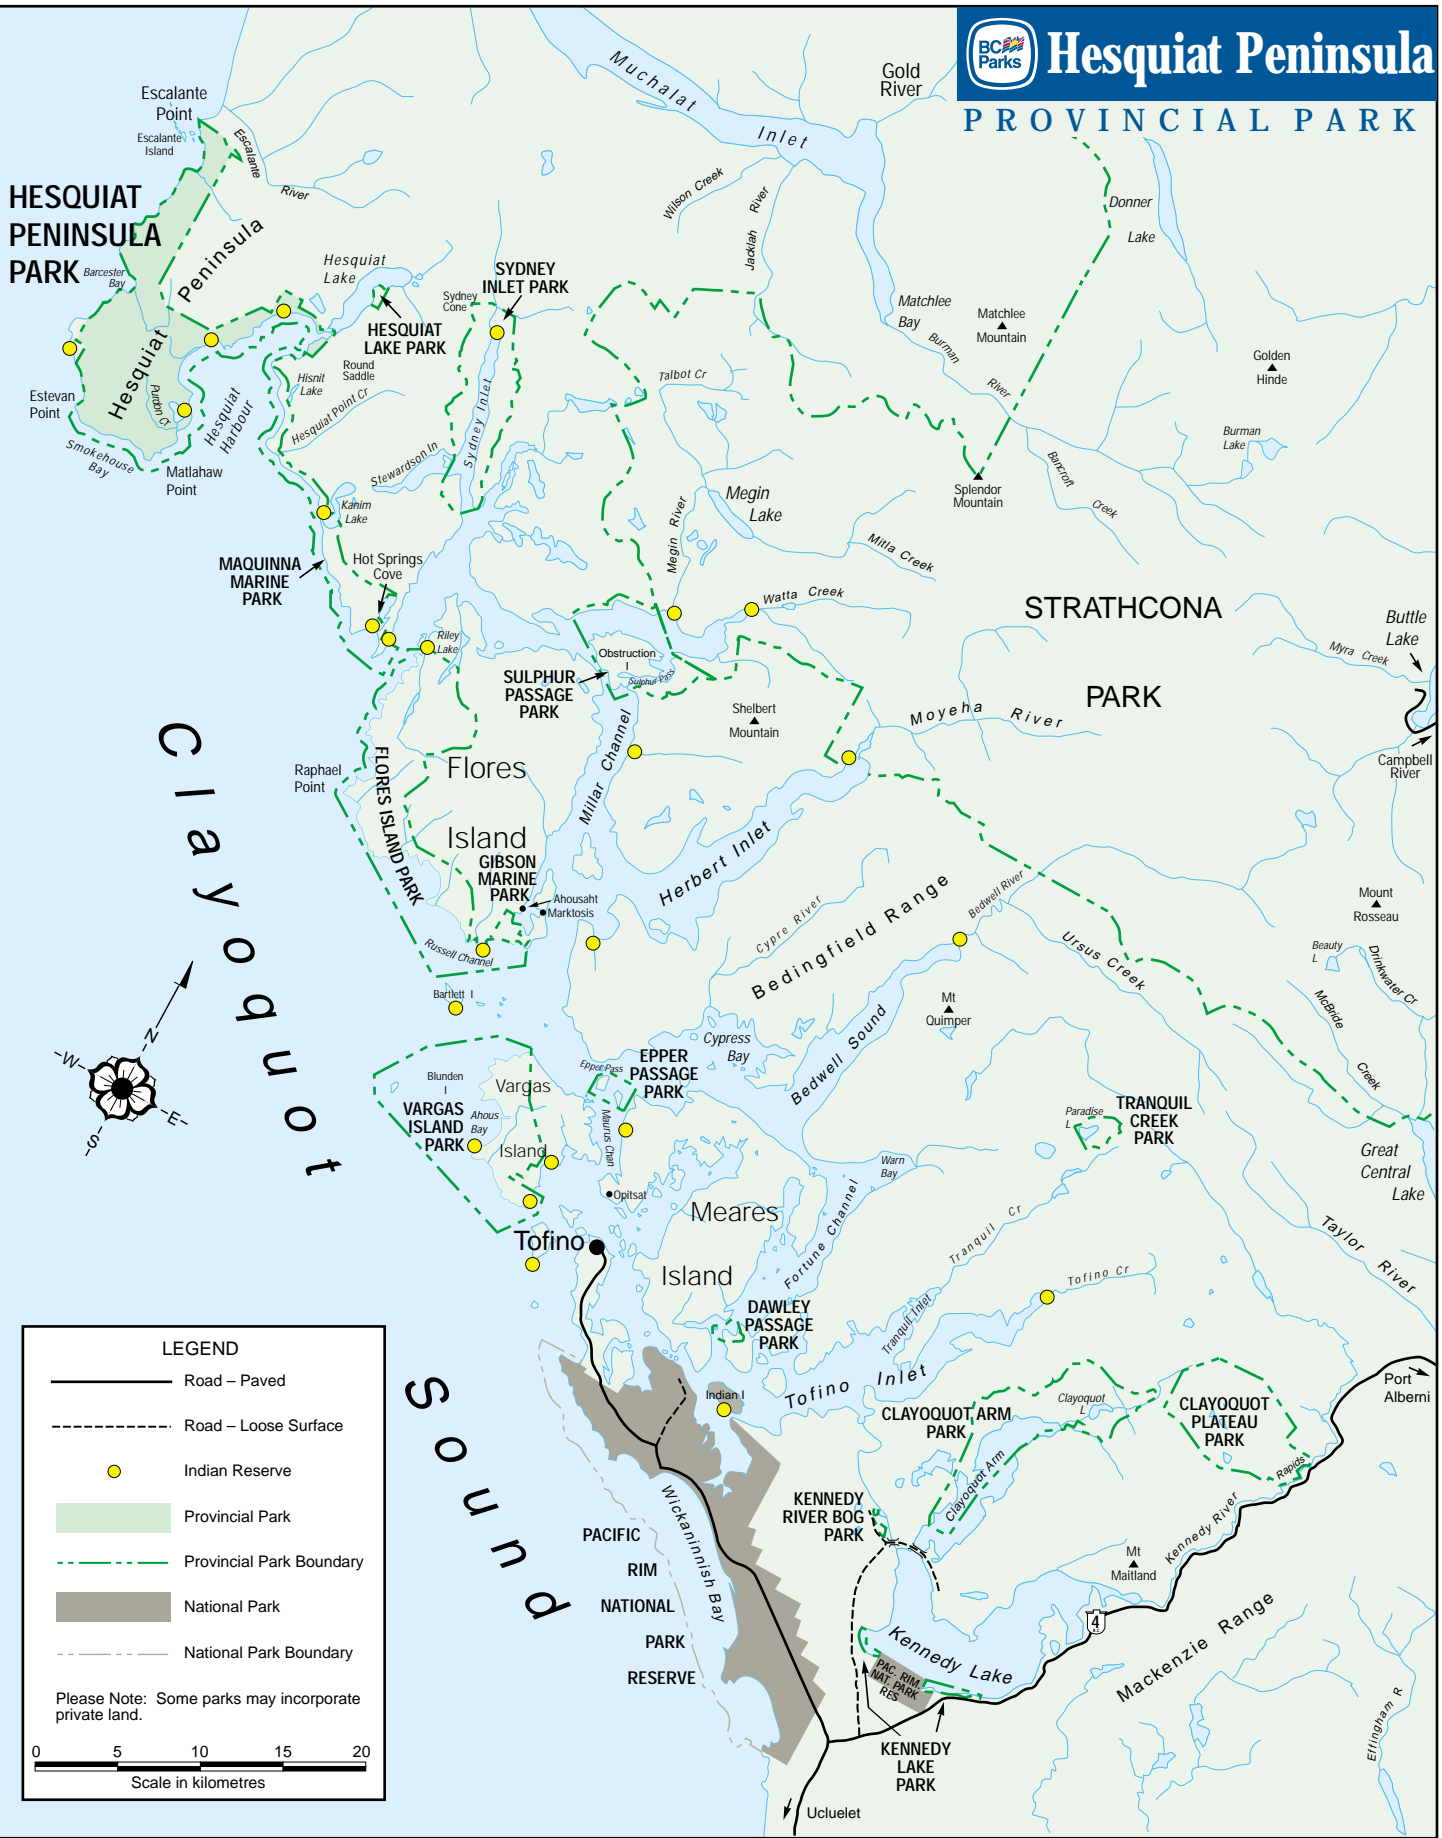 BC
Parks
Hesquiat Peninsula
PROVINCIAL PARK
Gold
River
Muchalat
Inlet
Escalante
Point
Escalante
Island
Escalante
River
HESQUIAT
PENINSULA
PARK
Barcester
Bay
Peninsula
Hesquiat
Hesquiat
Lake
HESQUIAT
LAKE PARK
Sydney
Cone
SYDNEY
INLET PARK
Wilson Creek
Jacklah River
Donner
Lake
Matchlee
Bay
Matchlee
Mountain
Burman
River
Golden
Hinde
Burman
Lake
Estevan
Point
Purdon Cr
Hesquiat
Harbour
Smokehouse
Bay
Matlahaw
Point
Hisnit
Lake
Round
Saddle
Hesquiat Point Cr
Stewardson In
Sydney Inlet
Talbot Cr
Megin
Lake
Megin River
Mitla Creek
Splendor
Mountain
Bancroft
Creek
Kanim
Lake
MAQUINNA
MARINE
PARK
Hot Springs
Cove
Riley
Lake
Watta Creek
STRATHCONA
PARK
Buttle
Lake
Myra Creek
Campbell
River
Obstruction
I
Sulphur Pass
SULPHUR
PASSAGE
PARK
Shelbert
Mountain
Moyeha River
Raphael
Point
FLORES ISLAND PARK
Flores
Island
Millar Channel
Herbert Inlet
GIBSON
MARINE
PARK
Ahousaht
Marktosis
Russell Channel
Bartlett I
Cypre River
Bedingfield Range
Bedwell River
Ursus Creek
Mount
Rosseau
Beauty
L
Drinkwater Cr
McBride
Creek
Mt
Quimper
Cypress
Bay
Bedwell Sound
Clayoquot
Sound
N
W
E
S
Blunden
I
Vargas
Island
Ahous
Bay
VARGAS
ISLAND
PARK
Epper Pass
EPPER
PASSAGE
PARK
Maurus Chan
Opitsat
Paradise
L
TRANQUIL
CREEK
PARK
Great
Central
Lake
Warn
Bay
Meares
Island
Fortune Channel
Tofino
Tranquil Cr
Tranquil Inlet
Tofino Cr
Taylor River
DAWLEY
PASSAGE
PARK
Indian I
Tofino Inlet
CLAYOQUOT ARM
PARK
Clayoquot
L
Clayoquot Arm
CLAYOQUOT
PLATEAU
PARK
Rapids
Port
Alberni
KENNEDY
RIVER BOG
PARK
Kennedy River
Mt
Maitland
4
B.C.
Mackenzie Range
Effingham R
Kennedy Lake
PAC. RIM.
NAT. PARK
RES
KENNEDY
LAKE
PARK
Wickaninnish Bay
PACIFIC
RIM
NATIONAL
PARK
RESERVE
Ucluelet
LEGEND
Road – Paved
Road – Loose Surface
Indian Reserve
Provincial Park
Provincial Park Boundary
National Park
National Park Boundary
Please Note: Some parks may incorporate
private land.
0 5 10 15 20
Scale in kilometres